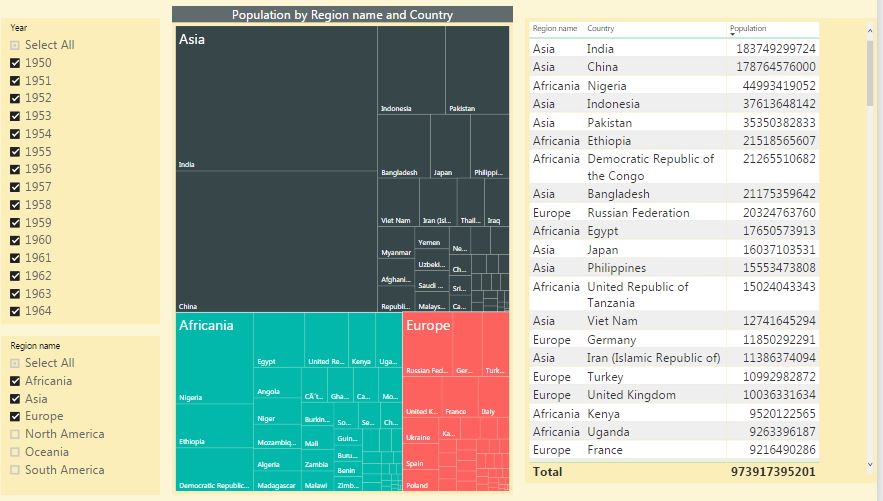 Population by Region name and Country
Year
Select All
1950
1951
1952
1953
1954
1955
1956
1957
1958
1959
1960
1961
1962
1963
1964
Region name
Select All
Africania
Asia
Europe
North America
Oceania
South America
Asia
India
China
Indonesia
Pakistan
Bangladesh
Japan
Philippi...
Viet Nam
Iran (Isl...
Thail...
Iraq
Myanmar
Yemen
Ne...
Afghani...
Uzbeki...
Ch...
Saudi ...
Sri...
Republi...
Malays...
Ca...
Africania
Nigeria
Ethiopia
Democratic Republic...
Egypt
United Re...
Kenya
Uga...
Angola
CÃ´t...
Gha...
Ca...
Mo...
Niger
Burkin...
So...
Se...
Ch...
Mozambiq...
Mali
Guin...
Algeria
Zambia
Buru...
Benin
Madagascar
Malawi
Zimb...
Europe
Russian Fed...
Ger...
Turk...
United K...
France
Italy
Ukraine
Ka...
Spain
Poland
Region name Country Population
Asia India 183749299724
Asia China 178764576000
Africania Nigeria 44993419052
Asia Indonesia 37613648142
Asia Pakistan 35350382833
Africania Ethiopia 21518565607
Africania Democratic Republic of 21265510682
the Congo
Asia Bangladesh 21175359642
Europe Russian Federation 20324763760
Africania Egypt 17650573913
Asia Japan 16037103531
Asia Philippines 15553473808
Africania United Republic of 15024043343
Tanzania
Asia Viet Nam 12741645294
Europe Germany 11850292291
Asia Iran (Islamic Republic of) 11386374094
Europe Turkey 10992982872
Europe United Kingdom 10036331634
Africania Kenya 9520122565
Africania Uganda 9263396187
Europe France 9216490286
Total 973917395201